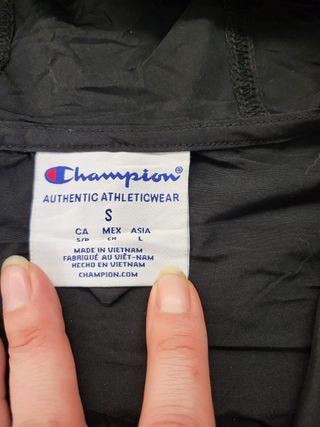 Champion®
AUTHENTIC ATHLETICWEAR
S
CA MEX ASIA
S/P CH L
MADE IN VIETNAM
FABRIQUÉ AU VIÊT-NAM
HECHO EN VIETNAM
CHAMPION.COM